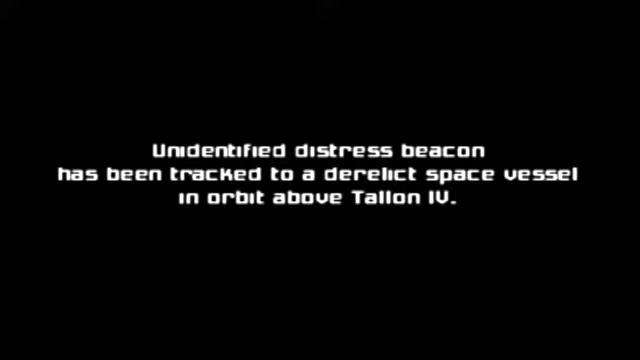 Unidentified distress beacon
has been tracked to a derelict space vessel
in orbit above Tallon IV.